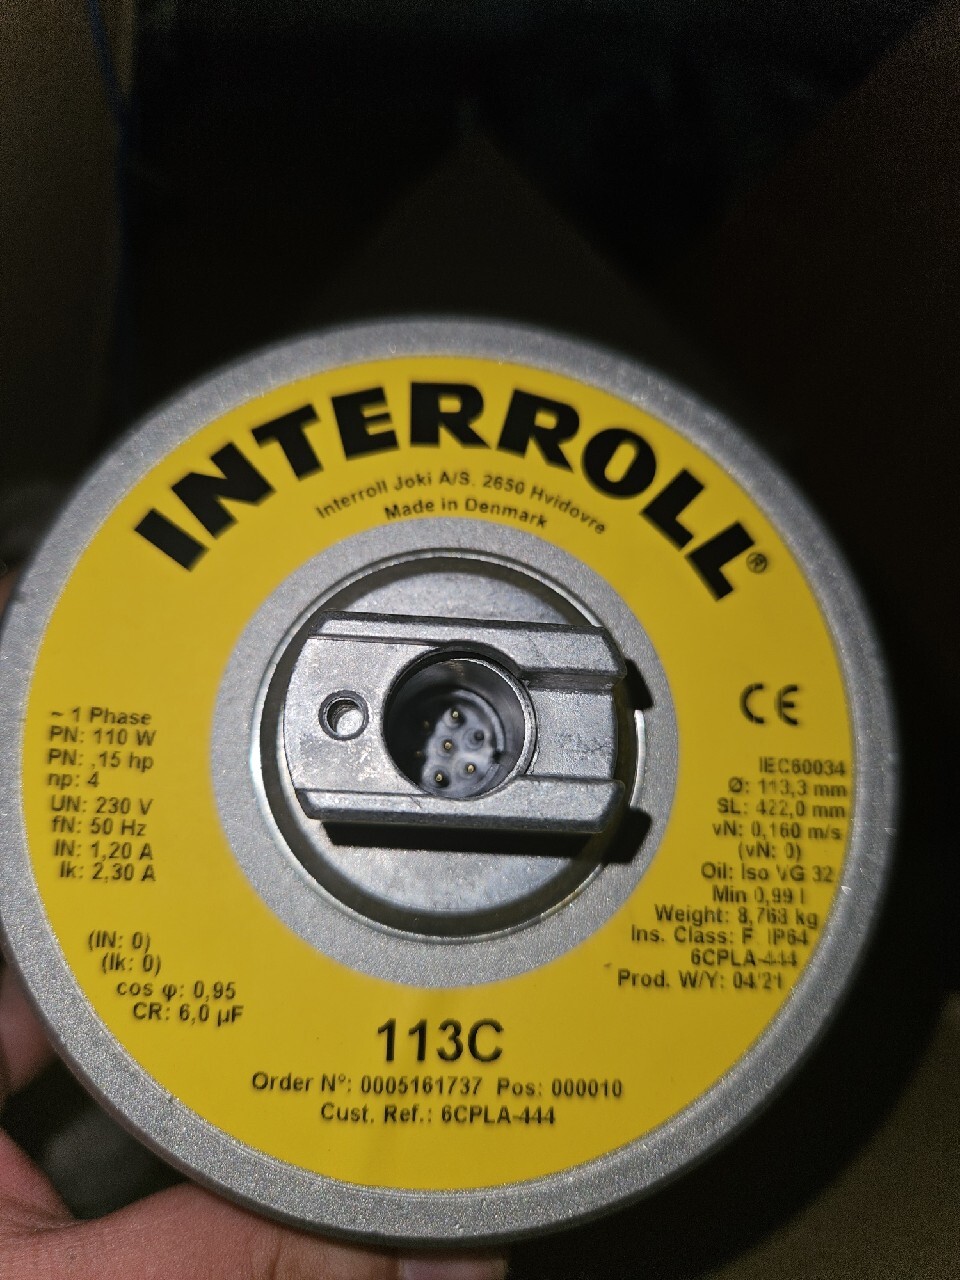 INTERROLL®
Interroll Joki A/S. 2650 Hvidovre
Made in Denmark
~ 1 Phase
PN: 110 W
PN: ,15 hp
np: 4
UN: 230 V
fN: 50 Hz
IN: 1,20 A
Ik: 2,30 A
(IN: 0)
(Ik: 0)
cos φ: 0,95
CR: 6,0 µF
CE
IEC60034
Ø: 113,3 mm
SL: 422,0 mm
vN: 0,160 m/s
(vN: 0)
Oil: Iso VG 32
Min 0,99 l
Weight: 8,768 kg
Ins. Class: F IP64
6CPLA-444
Prod. W/Y: 04/21
113C
Order N°: 0005161737 Pos: 000010
Cust. Ref.: 6CPLA-444